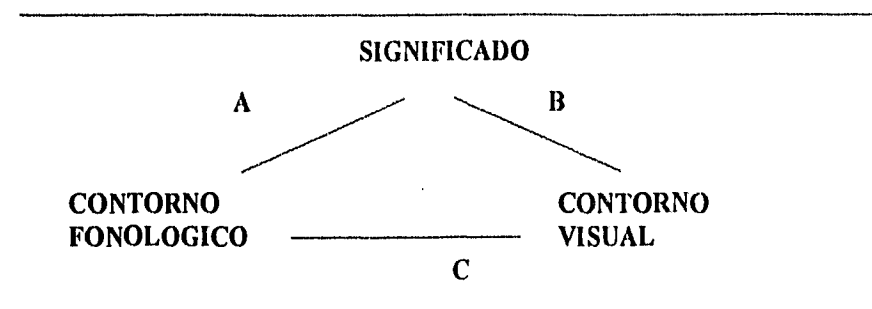 SIGNIFICADO
A
B
CONTORNO
FONOLOGICO
CONTORNO
VISUAL
C